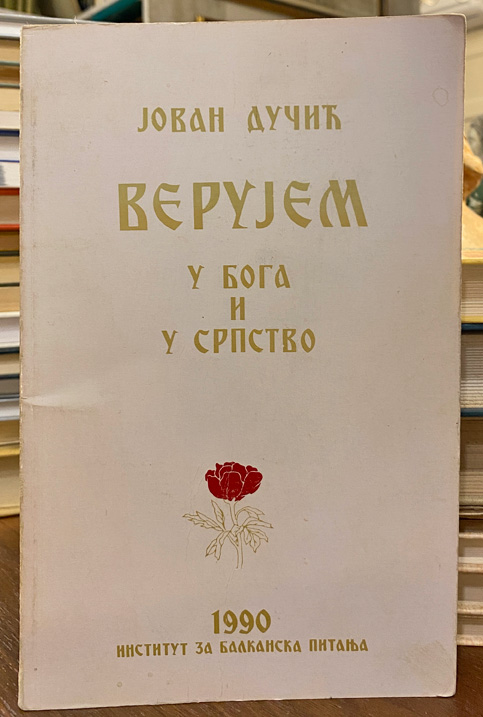 ЈОВАН ДУЧИЋ
ВЕРУЈЕМ
У БОГА
И
У СРПСТВО
1990
ИНСТИТУТ ЗА БАЛКАНСКА ПИТАЊА